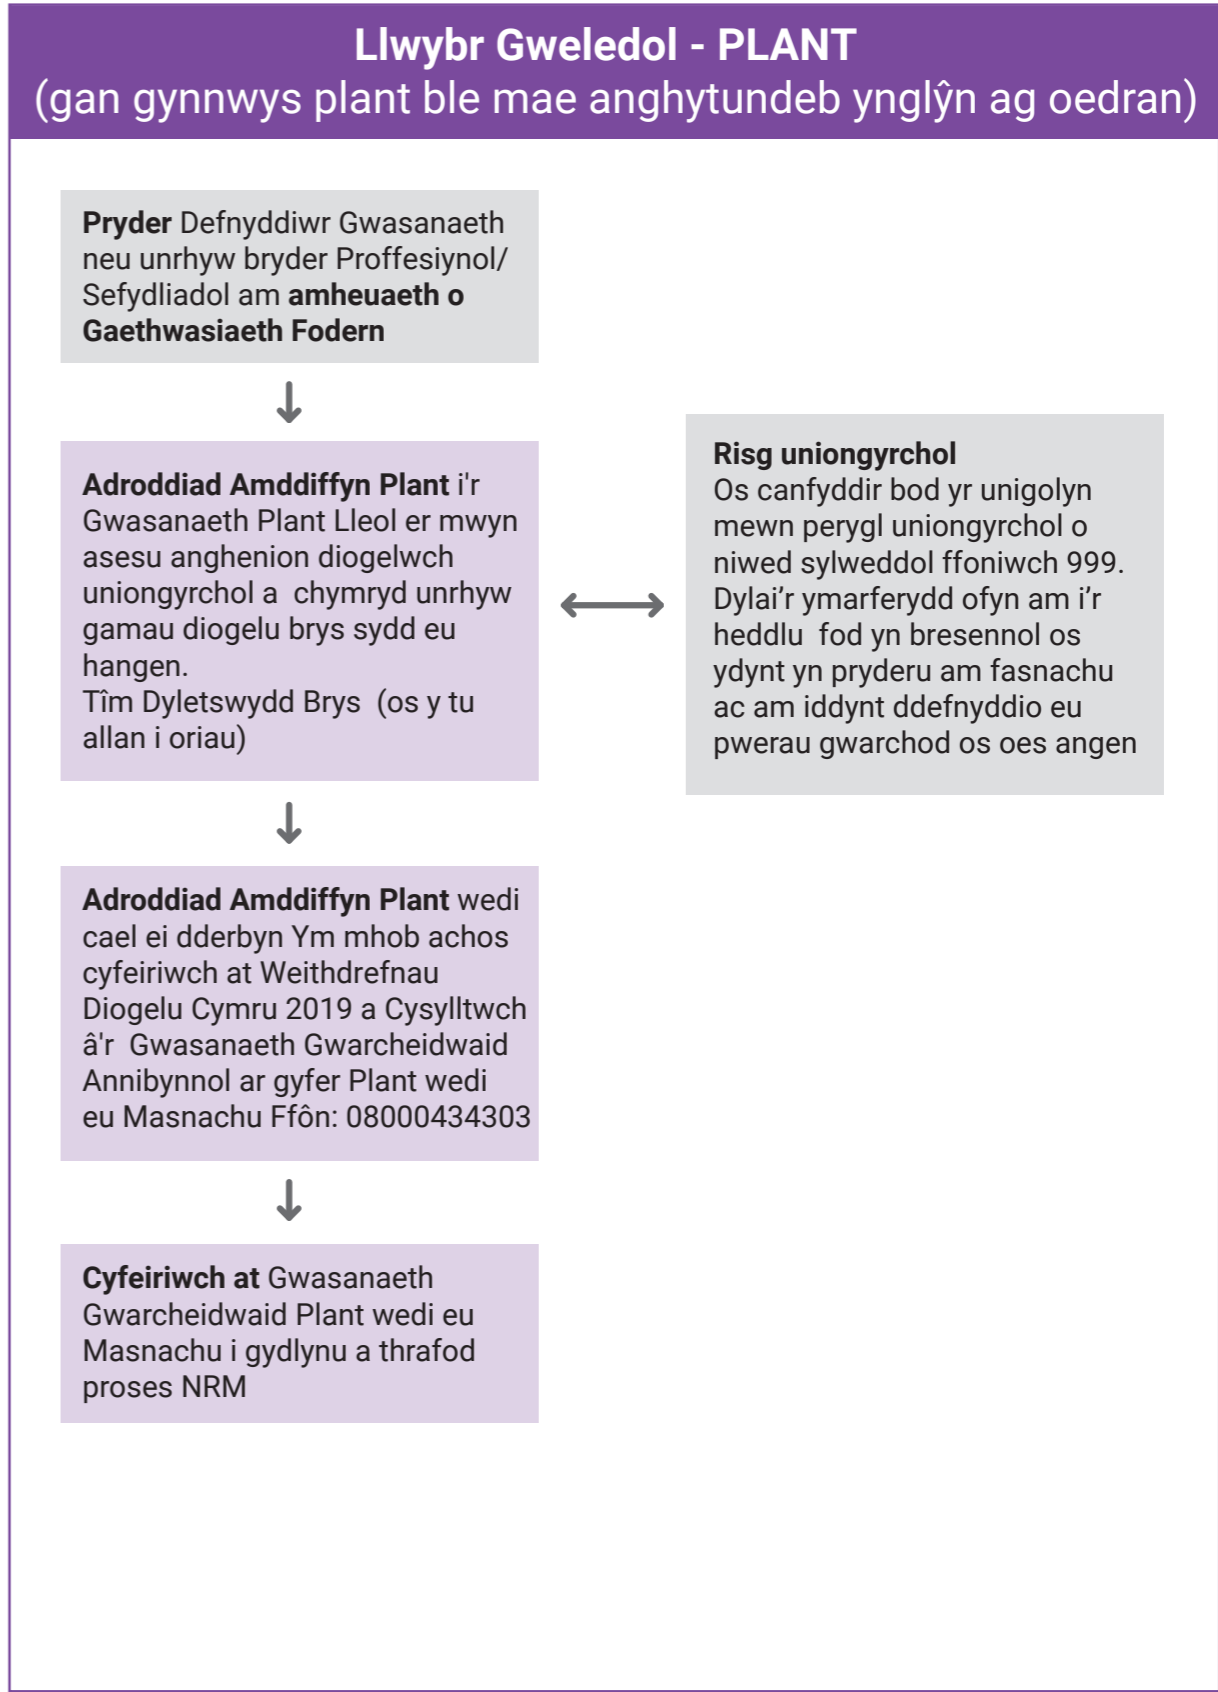 Llwybr Gweledol - PLANT
(gan gynnwys plant ble mae anghytundeb ynglŷn ag oedran)
Pryder Defnyddiwr Gwasanaeth
neu unrhyw bryder Proffesiynol/
Sefydliadol am amheuaeth o
Gaethwasiaeth Fodern
Adroddiad Amddiffyn Plant i'r
Gwasanaeth Plant Lleol er mwyn
asesu anghenion diogelwch
uniongyrchol a chymryd unrhyw
gamau diogelu brys sydd eu
hangen.
Tîm Dyletswydd Brys (os y tu
allan i oriau)
Risg uniongyrchol
Os canfyddir bod yr unigolyn
mewn perygl uniongyrchol o
niwed sylweddol ffoniwch 999.
Dylai’r ymarferydd ofyn am i’r
heddlu fod yn bresennol os
ydynt yn pryderu am fasnachu
ac am iddynt ddefnyddio eu
pwerau gwarchod os oes angen
Adroddiad Amddiffyn Plant wedi
cael ei dderbyn Ym mhob achos
cyfeiriwch at Weithdrefnau
Diogelu Cymru 2019 a Cysylltwch
â'r Gwasanaeth Gwarcheidwaid
Annibynnol ar gyfer Plant wedi
eu Masnachu Ffôn: 08000434303
Cyfeiriwch at Gwasanaeth
Gwarcheidwaid Plant wedi eu
Masnachu i gydlynu a thrafod
proses NRM